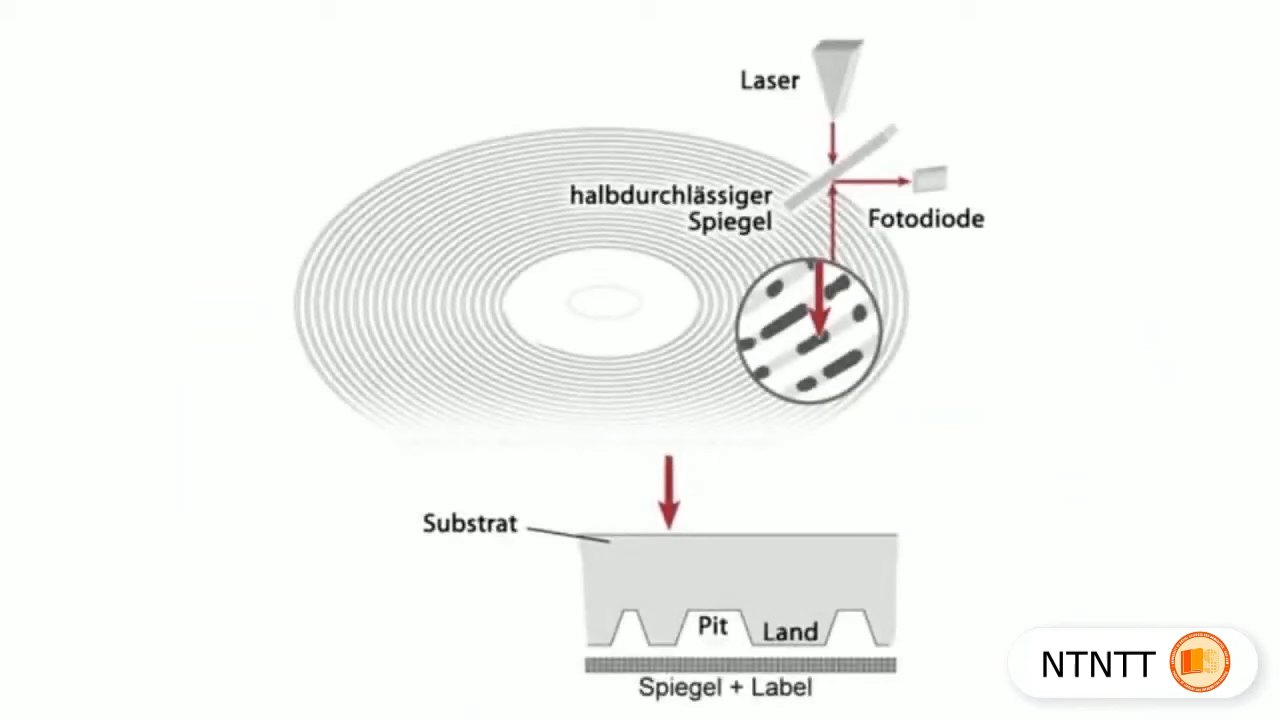 Laser
halbdurchlässiger
Spiegel
Fotodiode
Substrat
Pit
Land
Spiegel + Label
NTNTT